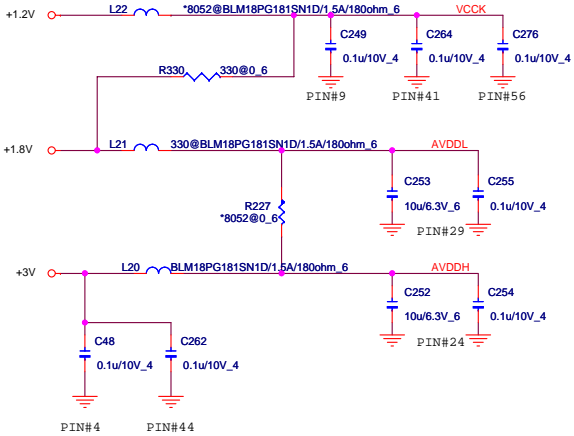 +1.2V L22 *8052@BLM18PG181SN1D/1.5A/180ohm_6 VCCK
C249 C264 C276
0.1u/10V_4 0.1u/10V_4 0.1u/10V_4
R330 330@0_6
PIN#9 PIN#41 PIN#56
+1.8V L21 330@BLM18PG181SN1D/1.5A/180ohm_6 AVDDL
C253 C255
10u/6.3V_6 0.1u/10V_4
R227
*8052@0_6
PIN#29
+3V L20 BLM18PG181SN1D/1.5A/180ohm_6 AVDDH
C252 C254
10u/6.3V_6 0.1u/10V_4
PIN#24
C48 C262
0.1u/10V_4 0.1u/10V_4
PIN#4 PIN#44